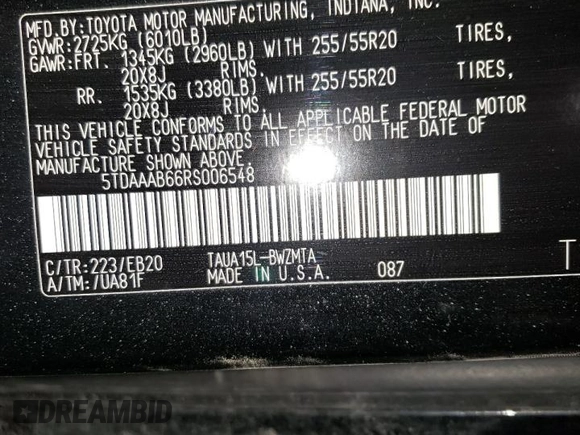 MFD.BY:TOYOTA MOTOR MANUFACTURING, INDIANA, INC.
GVWR:2725KG (6010LB)
GAWR:FRT. 1345KG (2960LB) WITH 255/55R20 TIRES,
20X8J RIMS.
RR. 1535KG (3380LB) WITH 255/55R20 TIRES,
20X8J RIMS.
THIS VEHICLE CONFORMS TO ALL APPLICABLE FEDERAL MOTOR
VEHICLE SAFETY STANDARDS IN EFFECT ON THE DATE OF
MANUFACTURE SHOWN ABOVE.
5TDAAAB66RS006548
C/TR:223/EB20 TAUA15L-BWZMTA
A/TM:/UA81F MADE IN U.S.A. 087
T
DREAMBID